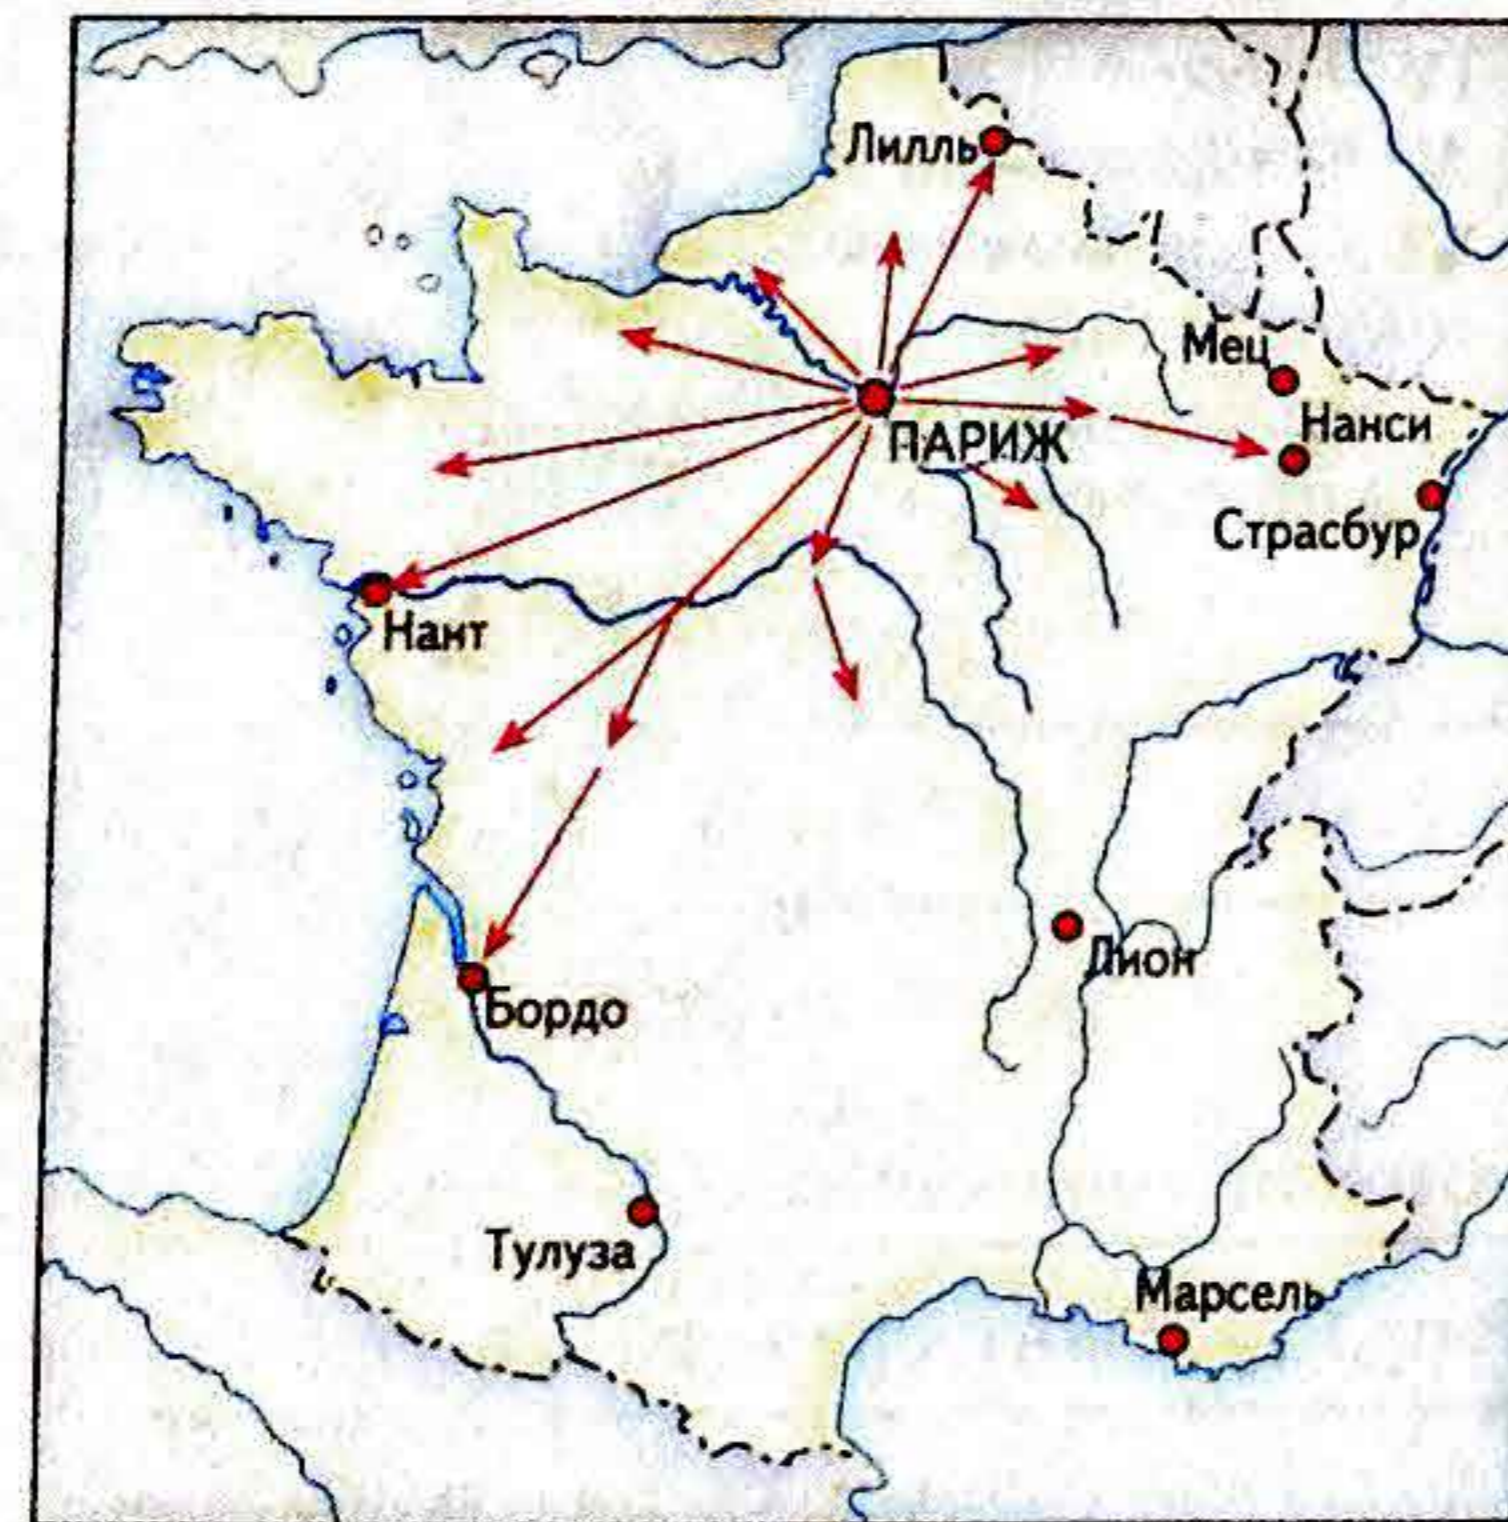 Лилль
Мец
Нанси
ПАРИЖ
Страсбур
Нант
Лион
Бордо
Тулуза
Марсель